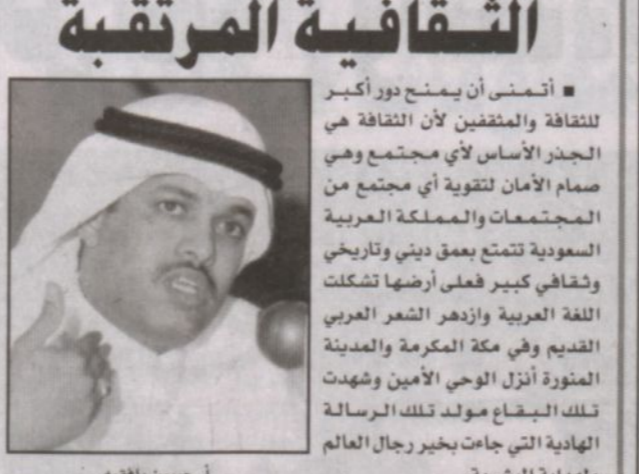 الثقافية المرتقبة
■ أتمنى أن يمنح دور أكبر
للثقافة والمثقفين لأن الثقافة هي
الجذر الأساس لأي مجتمع وهي
صمام الأمان لتقوية أي مجتمع من
المجتمعات والمملكة العربية
السعودية تتمتع بعمق ديني وتاريخي
وثقافي كبير فعلى أرضها تشكلت
اللغة العربية وازدهر الشعر العربي
القديم وفي مكة المكرمة والمدينة
المنورة أنزل الوحي الأمين وشهدت
تلك البقاع مولد تلك الرسالة
الهادية التي جاءت بخير رجال العالم